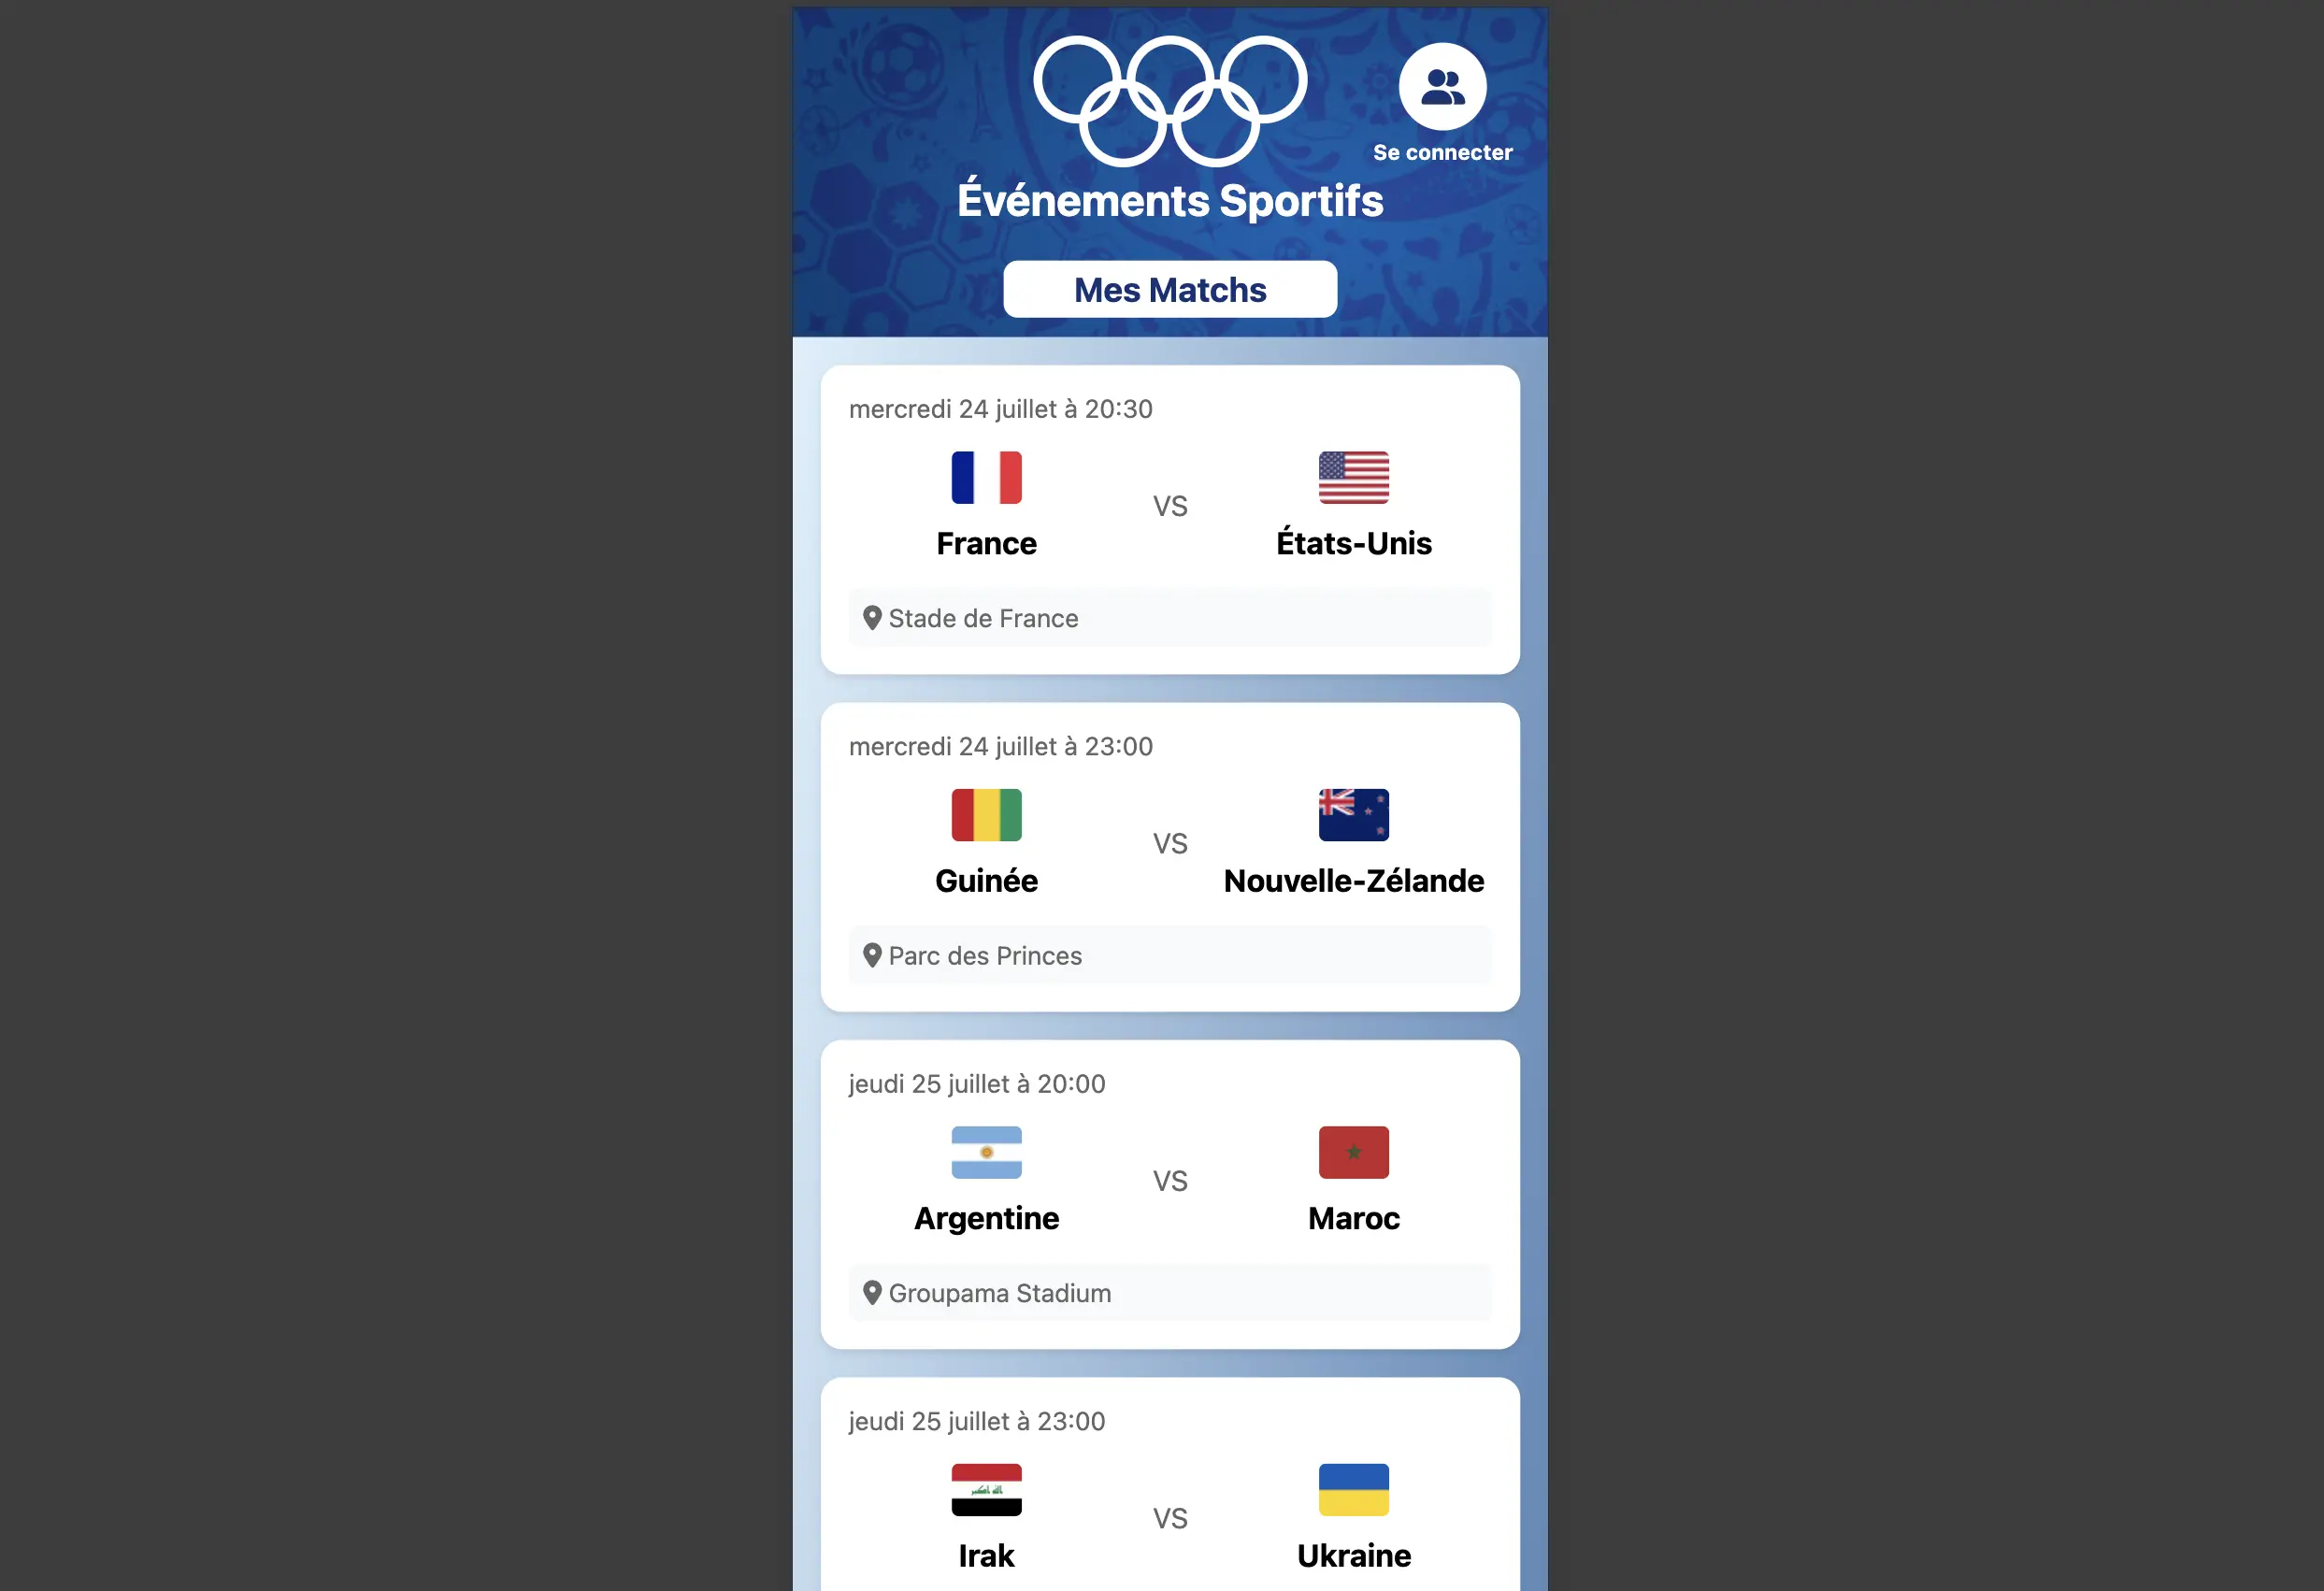 Se connecter
Événements Sportifs
Mes Matchs
mercredi 24 juillet à 20:30
France
VS
États-Unis
Stade de France
mercredi 24 juillet à 23:00
Guinée
VS
Nouvelle-Zélande
Parc des Princes
jeudi 25 juillet à 20:00
Argentine
VS
Maroc
Groupama Stadium
jeudi 25 juillet à 23:00
Irak
VS
Ukraine